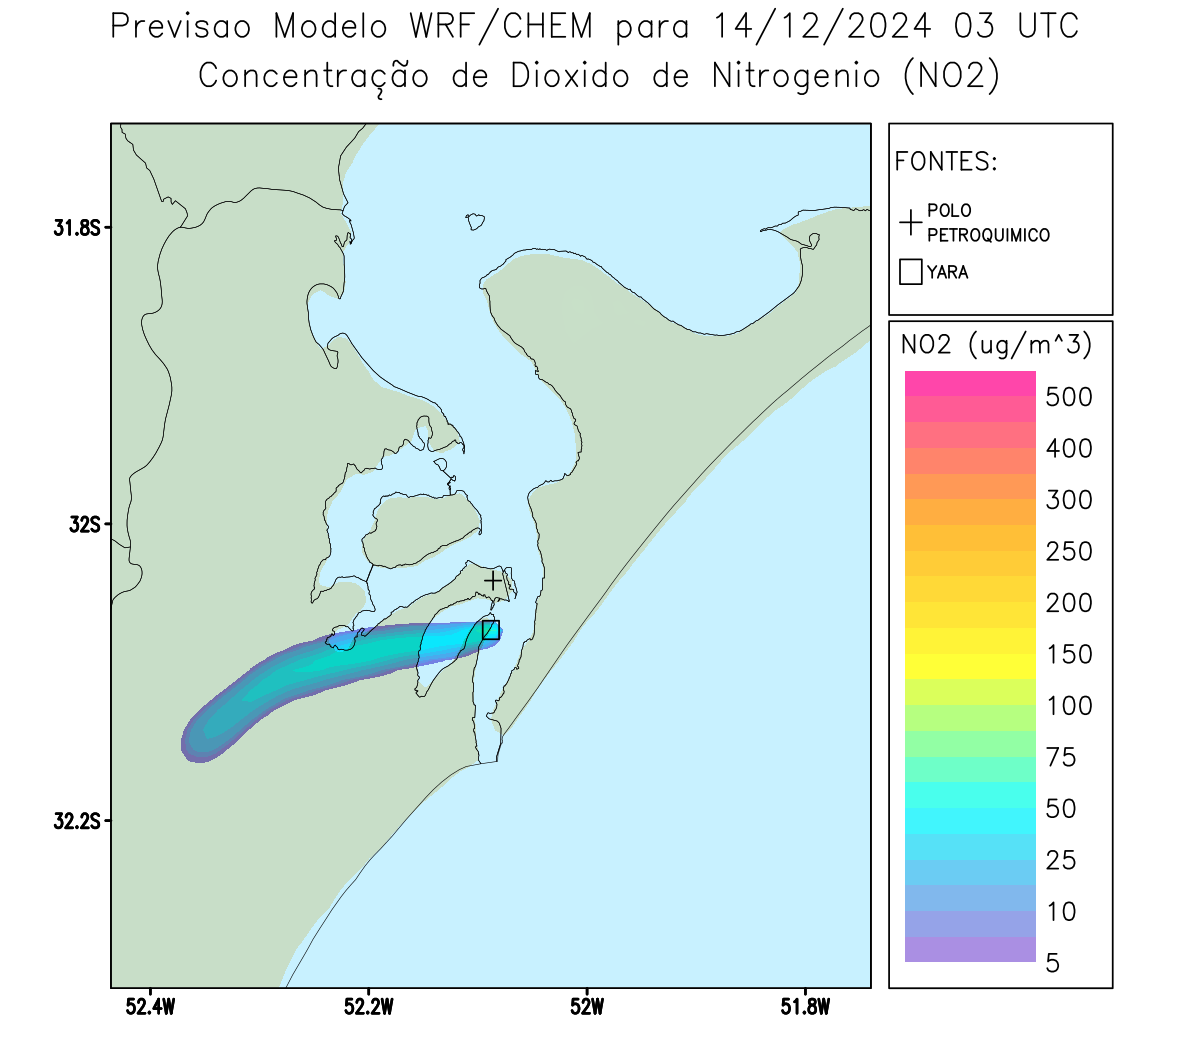 Previsao Modelo WRF/CHEM para 14/12/2024 03 UTC
Concentração de Dioxido de Nitrogenio (NO2)
FONTES:
POLO
PETROQUIMICO
YARA
31.8S
32S
32.2S
52.4W
52.2W
52W
51.8W
NO2 (ug/m^3)
500
400
300
250
200
150
100
75
50
25
10
5